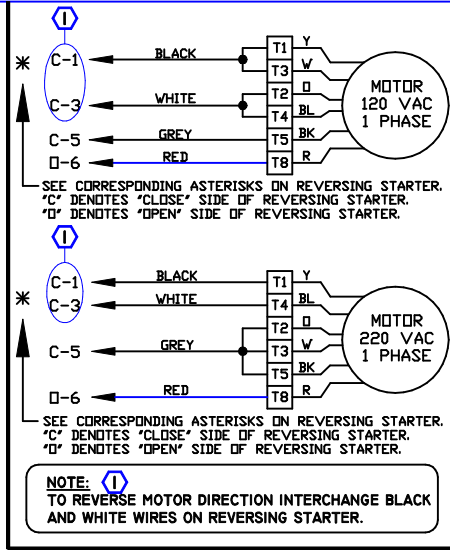 1
* C-1 BLACK T1 Y
T3 W
C-3 WHITE T2 O
T4 BL
C-5 GREY T5 BK
O-6 RED T8 R
MOTOR
120 VAC
1 PHASE
SEE CORRESPONDING ASTERISKS ON REVERSING STARTER.
"C" DENOTES "CLOSE" SIDE OF REVERSING STARTER.
"O" DENOTES "OPEN" SIDE OF REVERSING STARTER.
1
* C-1 BLACK T1 Y
C-3 WHITE T4 BL
T2 O
C-5 GREY T3 W
T5 BK
O-6 RED T8 R
MOTOR
220 VAC
1 PHASE
SEE CORRESPONDING ASTERISKS ON REVERSING STARTER.
"C" DENOTES "CLOSE" SIDE OF REVERSING STARTER.
"O" DENOTES "OPEN" SIDE OF REVERSING STARTER.
NOTE: 1
TO REVERSE MOTOR DIRECTION INTERCHANGE BLACK
AND WHITE WIRES ON REVERSING STARTER.